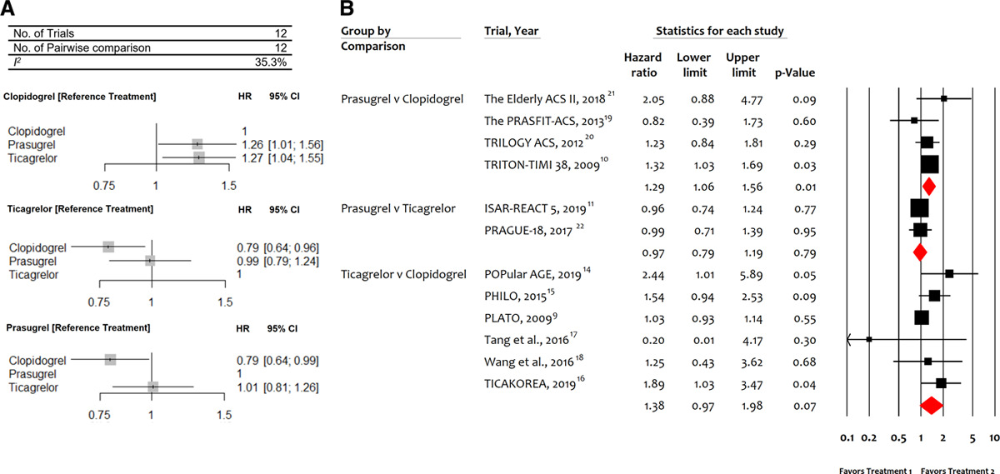 A
No. of Trials 12
No. of Pairwise comparison 12
I² 35.3%
Clopidogrel [Reference Treatment] HR 95% CI
Clopidogrel 1
Prasugrel 1.26 [1.01; 1.56]
Ticagrelor 1.27 [1.04; 1.55]
0.75 1 1.5
Ticagrelor [Reference Treatment] HR 95% CI
Clopidogrel 0.79 [0.64; 0.96]
Prasugrel 0.99 [0.79; 1.24]
Ticagrelor 1
0.75 1 1.5
Prasugrel [Reference Treatment] HR 95% CI
Clopidogrel 0.79 [0.64; 0.99]
Prasugrel 1
Ticagrelor 1.01 [0.81; 1.26]
0.75 1 1.5
B
Group by Trial, Year Statistics for each study
Comparison
Hazard Lower Upper
ratio limit limit p-Value
Prasugrel v Clopidogrel The Elderly ACS II, 2018 21 2.05 0.88 4.77 0.09
The PRASFIT-ACS, 2013 19 0.82 0.39 1.73 0.60
TRILOGY ACS, 2012 20 1.23 0.84 1.81 0.29
TRITON-TIMI 38, 2009 10 1.32 1.03 1.69 0.03
1.29 1.06 1.56 0.01
Prasugrel v Ticagrelor ISAR-REACT 5, 2019 11 0.96 0.74 1.24 0.77
PRAGUE-18, 2017 22 0.99 0.71 1.39 0.95
0.97 0.79 1.19 0.79
Ticagrelor v Clopidogrel POPular AGE, 2019 14 2.44 1.01 5.89 0.05
PHILO, 2015 15 1.54 0.94 2.53 0.09
PLATO, 2009 9 1.03 0.93 1.14 0.55
Tang et al., 2016 17 0.20 0.01 4.17 0.30
Wang et al., 2016 18 1.25 0.43 3.62 0.68
TICAKOREA, 2019 16 1.89 1.03 3.47 0.04
1.38 0.97 1.98 0.07
0.1 0.2 0.5 1 2 5 10
Favors Treatment 1 Favors Treatment 2